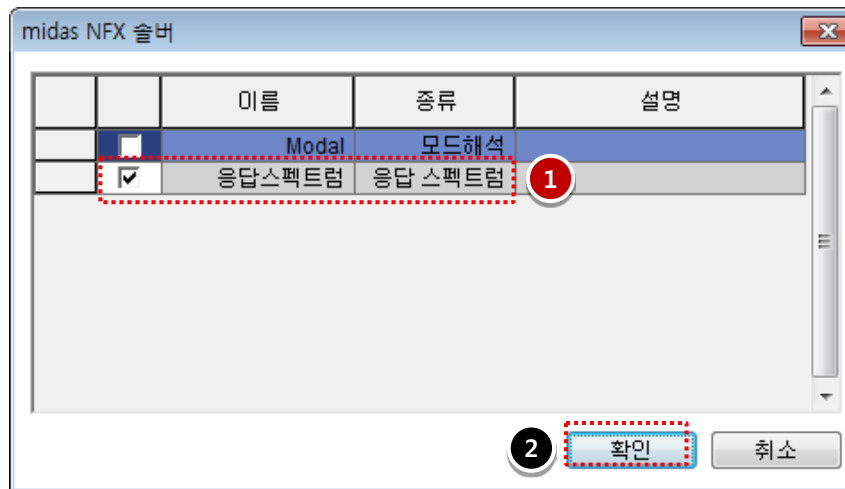 midas NFX 솔버
이름 종류 설명
Modal 모드해석
응답스펙트럼 응답 스펙트럼 1
2 확인 취소